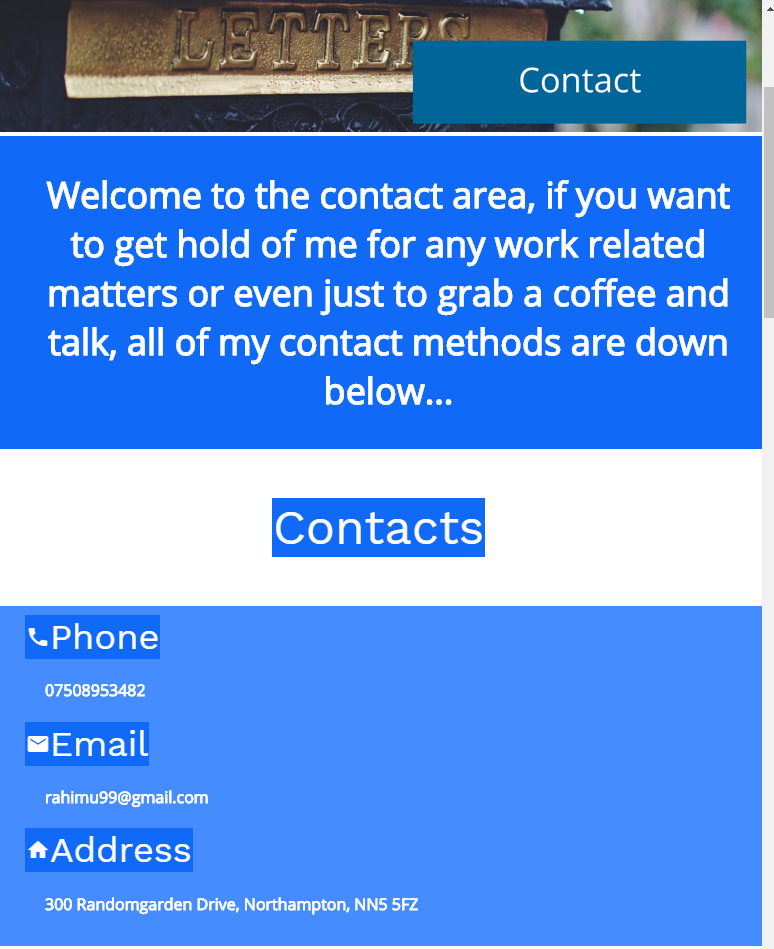 LETTERS
Contact
Welcome to the contact area, if you want
to get hold of me for any work related
matters or even just to grab a coffee and
talk, all of my contact methods are down
below...
Contacts
Phone
07508953482
Email
rahimu99@gmail.com
Address
300 Randomgarden Drive, Northampton, NN5 5FZ